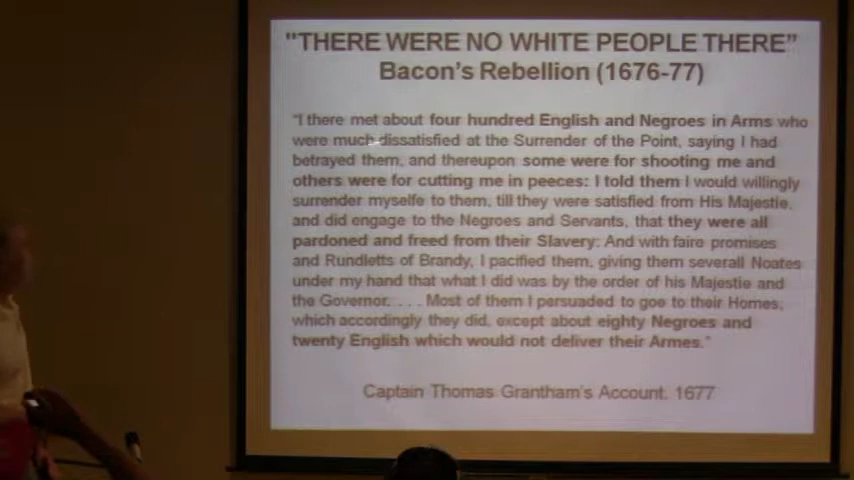 "THERE WERE NO WHITE PEOPLE THERE"
Bacon's Rebellion (1676-77)
"I there met about four hundred English and Negroes in Arms who
were much dissatisfied at the Surrender of the Point, saying I had
betrayed them, and thereupon some were for shooting me and
others were for cutting me in peeces: I told them I would willingly
surrender myselfe to them, till they were satisfied from His Majestie,
and did engage to the Negroes and Servants, that they were all
pardoned and freed from their Slavery: And with faire promises
and Rundletts of Brandy, I pacified them, giving them severall Noates
under my hand that what I did was by the order of his Majestie and
the Governor. . . . Most of them I persuaded to goe to their Homes,
which accordingly they did, except about eighty Negroes and
twenty English which would not deliver their Armes."
Captain Thomas Grantham's Account, 1677